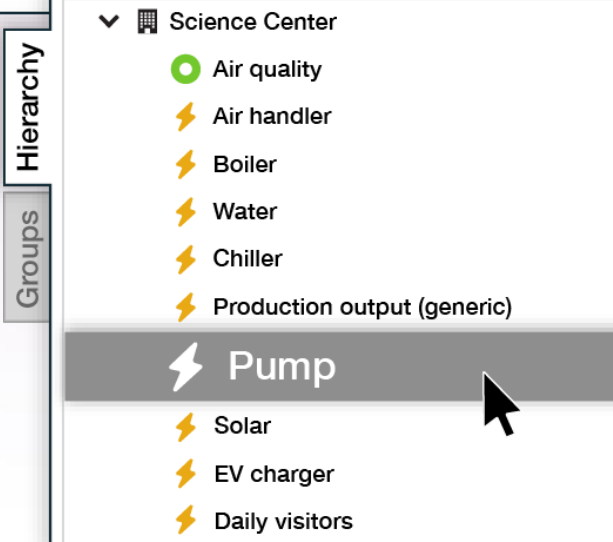 Hierarchy
Groups
Science Center
Air quality
Air handler
Boiler
Water
Chiller
Production output (generic)
Pump
Solar
EV charger
Daily visitors